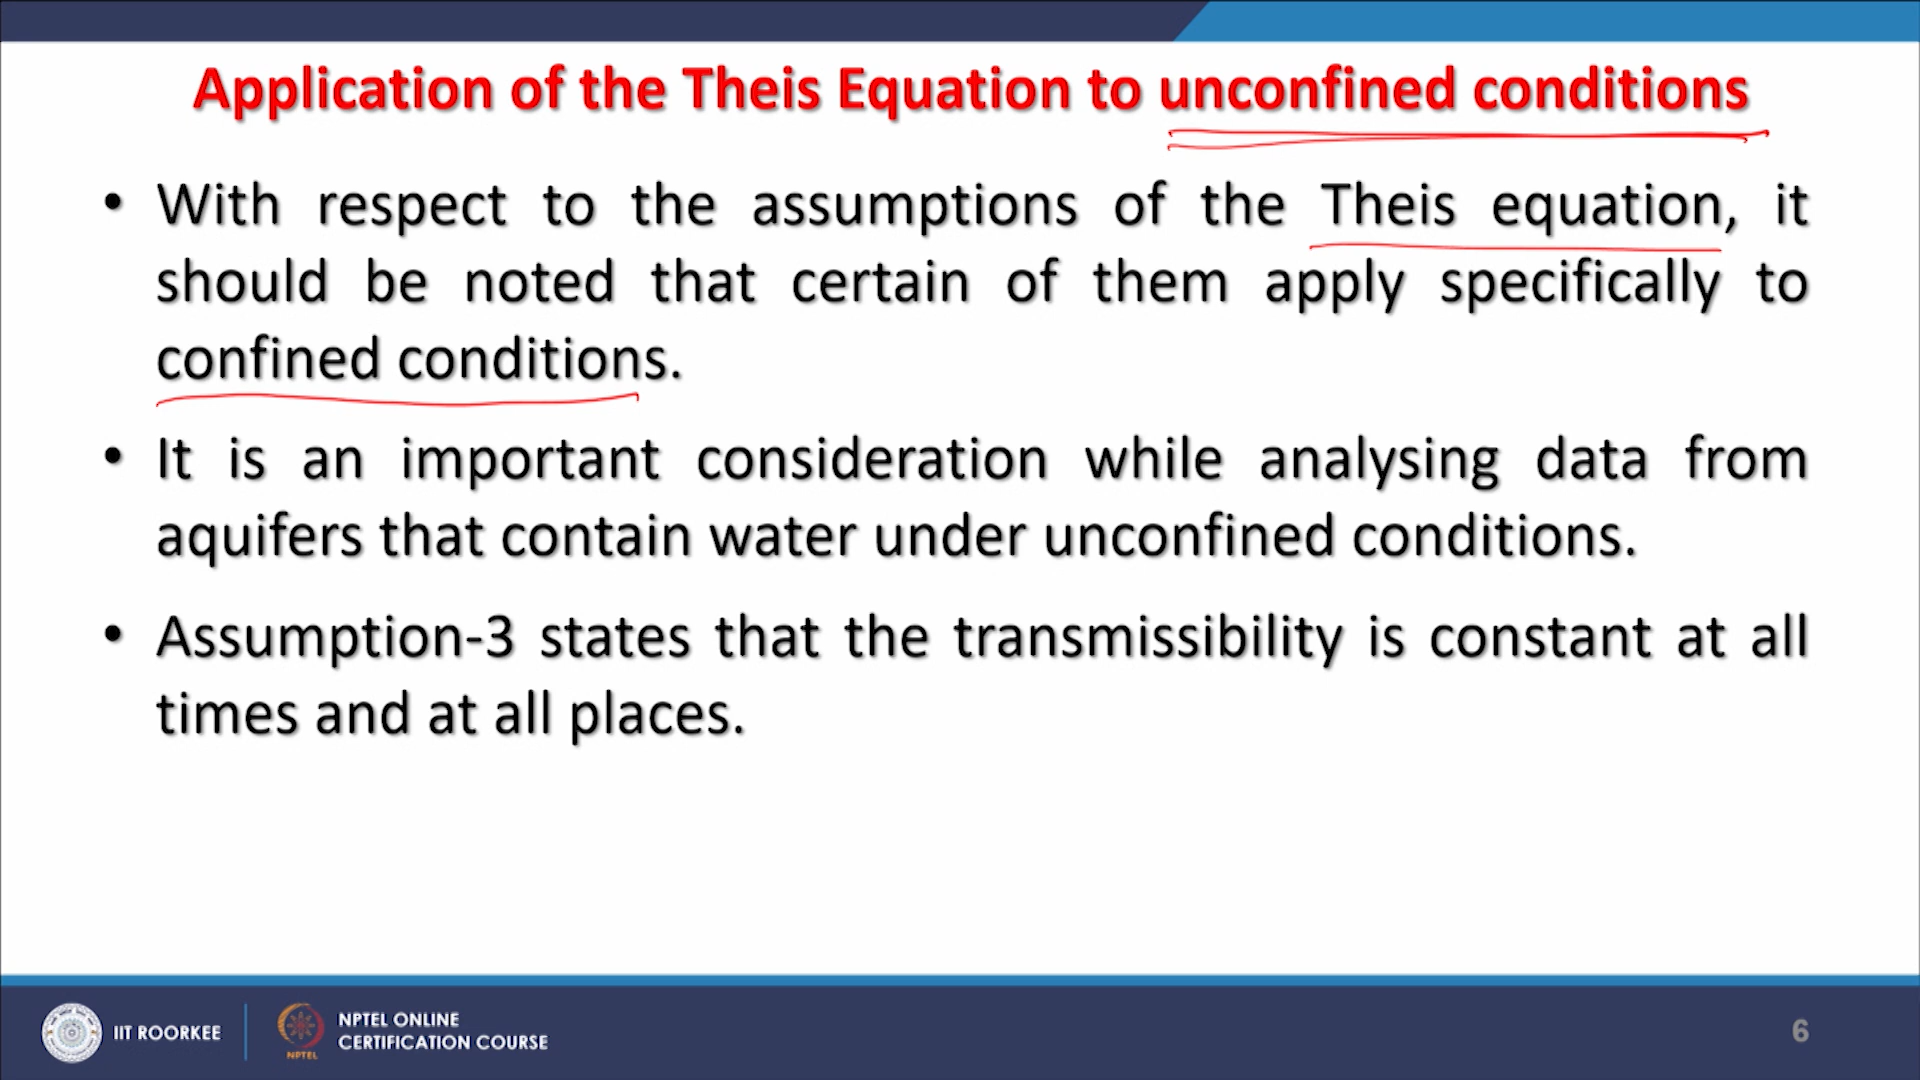 Application of the Theis Equation to unconfined conditions
• With respect to the assumptions of the Theis equation, it
should be noted that certain of them apply specifically to
confined conditions.
• It is an important consideration while analysing data from
aquifers that contain water under unconfined conditions.
• Assumption-3 states that the transmissibility is constant at all
times and at all places.
IIT ROORKEE
NPTEL
NPTEL ONLINE
CERTIFICATION COURSE
6